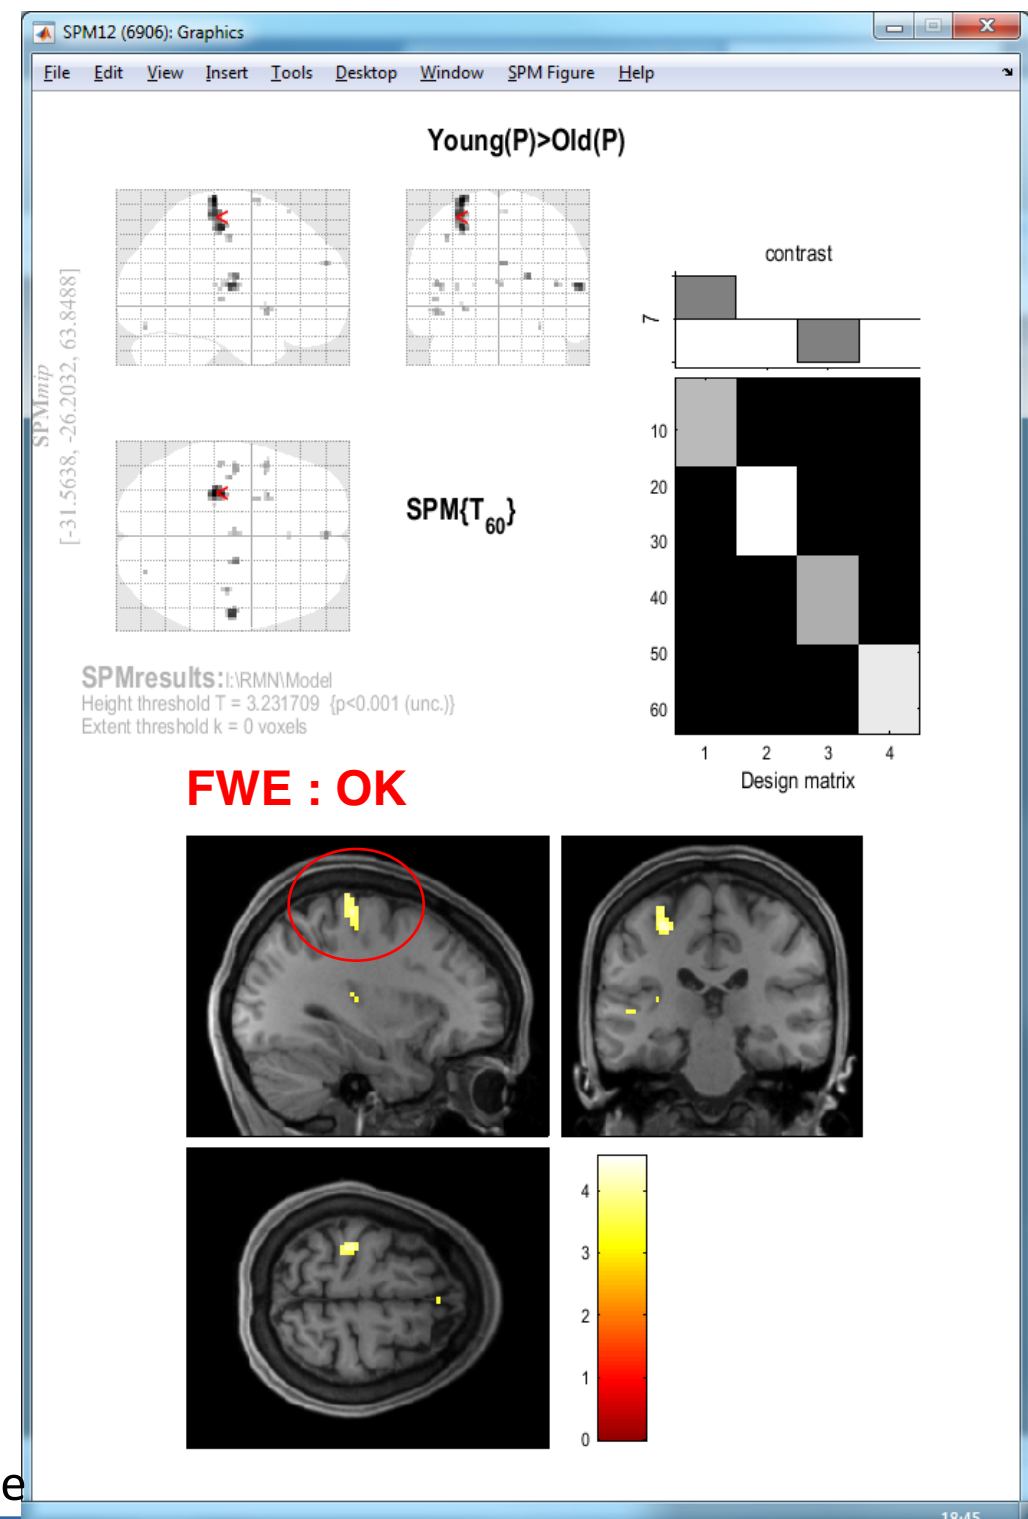 SPM12 (6906): Graphics
File Edit View Insert Tools Desktop Window SPM Figure Help
Young(P)>Old(P)
SPMmip
[-31.5638, -26.2032, 63.8488]
<
<
<
SPM{T60}
contrast
7
10
20
30
40
50
60
1 2 3 4
Design matrix
SPMresults: I:\RMN\Model
Height threshold T = 3.231709 {p<0.001 (unc.)}
Extent threshold k = 0 voxels
FWE : OK
4
3
2
1
0
e
18:45